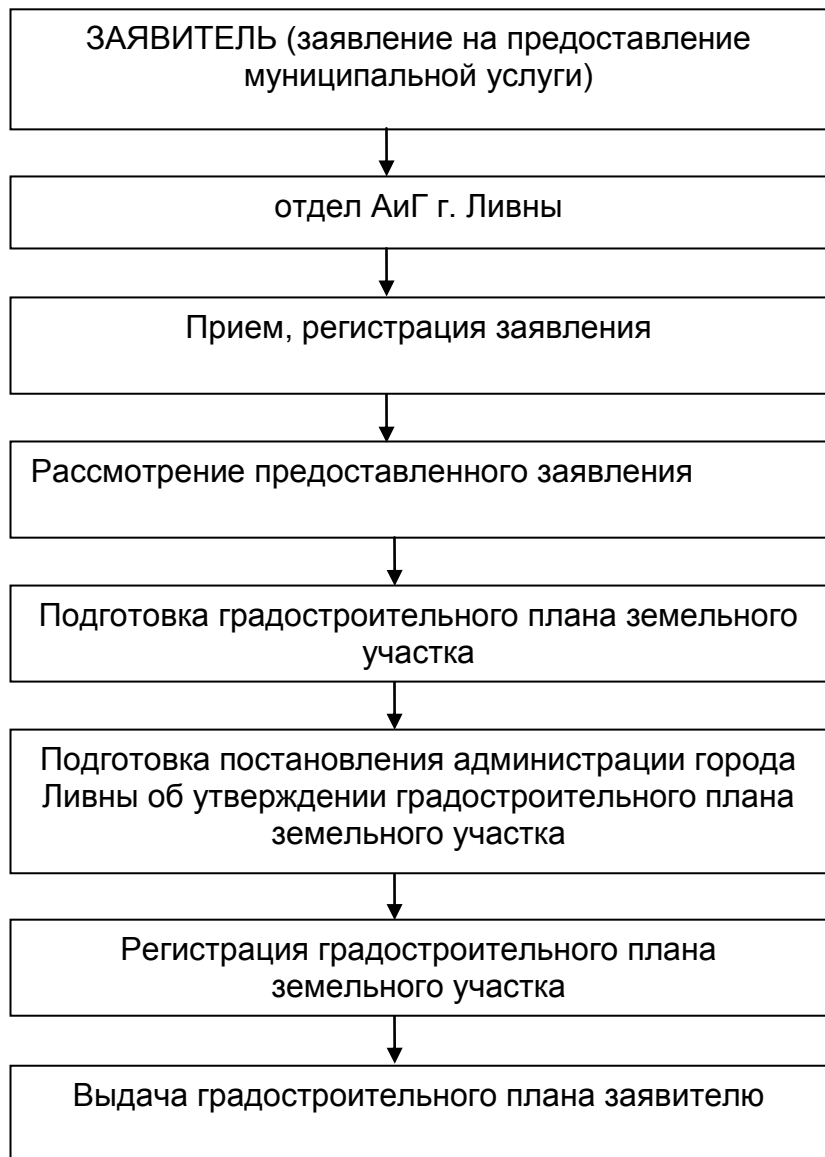 ЗАЯВИТЕЛЬ (заявление на предоставление
муниципальной услуги)
отдел АиГ г. Ливны
Прием, регистрация заявления
Рассмотрение предоставленного заявления
Подготовка градостроительного плана земельного
участка
Подготовка постановления администрации города
Ливны об утверждении градостроительного плана
земельного участка
Регистрация градостроительного плана
земельного участка
Выдача градостроительного плана заявителю